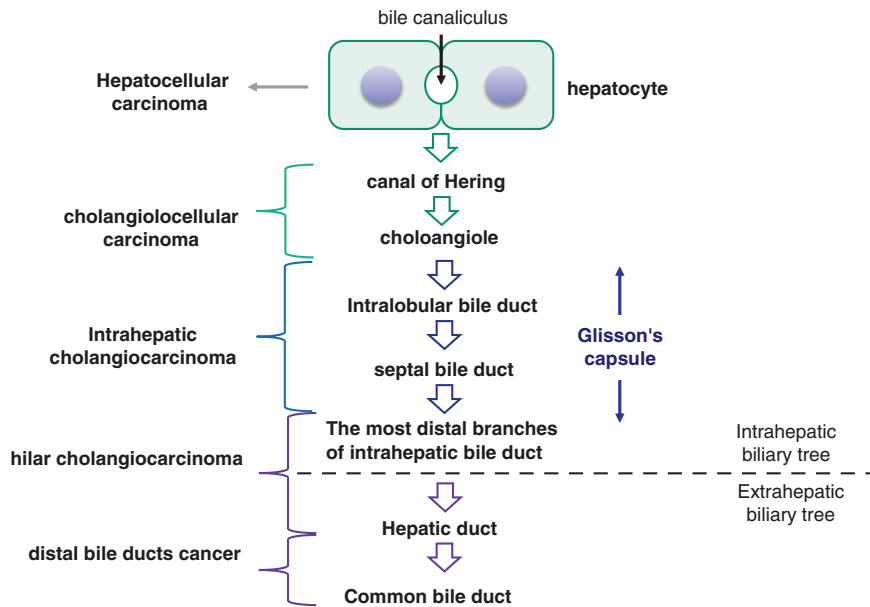 bile canaliculus
Hepatocellular
carcinoma
hepatocyte
canal of Hering
cholangiolocellular
carcinoma
choloangiole
Intralobular bile duct
Intrahepatic
cholangiocarcinoma
Glisson's
capsule
septal bile duct
The most distal branches
of intrahepatic bile duct
hilar cholangiocarcinoma
Intrahepatic
biliary tree
Extrahepatic
biliary tree
Hepatic duct
distal bile ducts cancer
Common bile duct